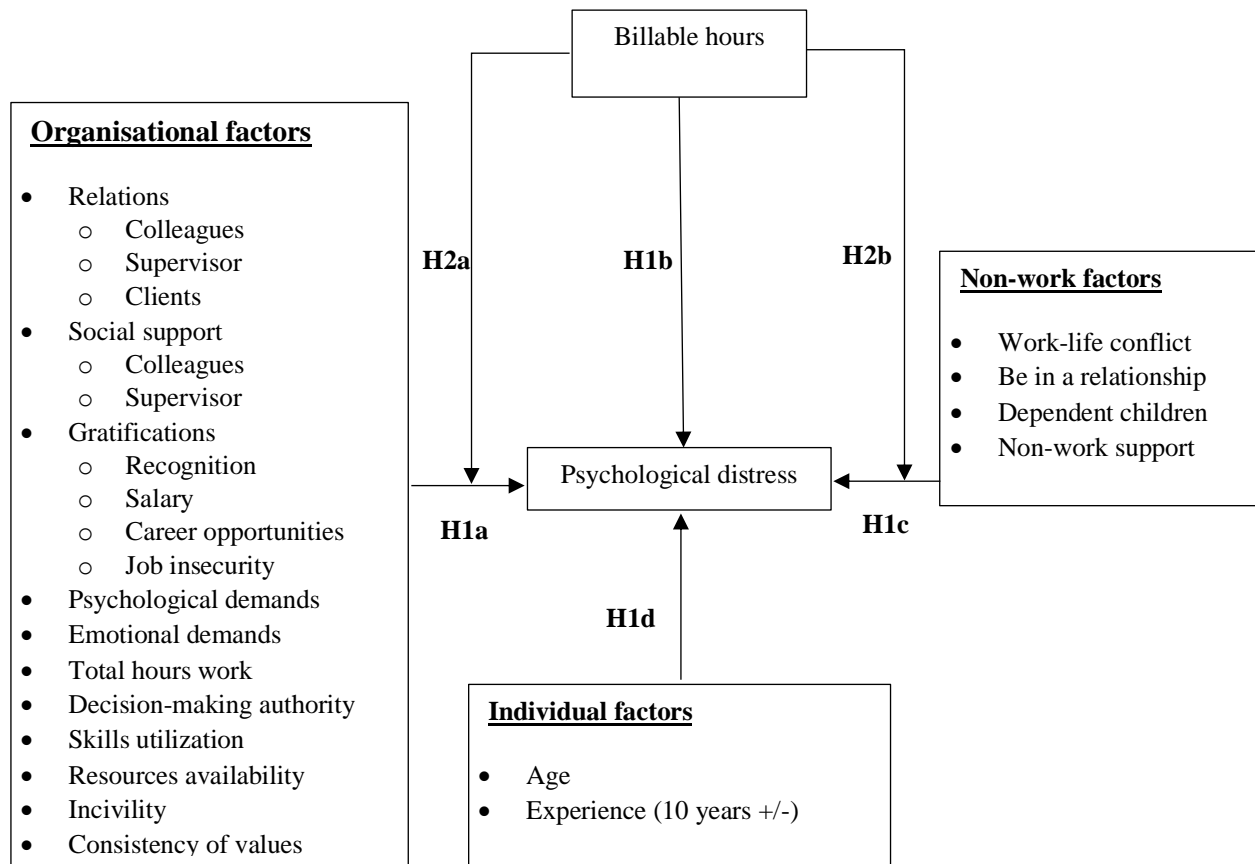 Billable hours
Organisational factors
• Relations
o Colleagues
o Supervisor
o Clients
• Social support
o Colleagues
o Supervisor
• Gratifications
o Recognition
o Salary
o Career opportunities
o Job insecurity
• Psychological demands
• Emotional demands
• Total hours work
• Decision-making authority
• Skills utilization
• Resources availability
• Incivility
• Consistency of values
H2a
H1b
H2b
Non-work factors
• Work-life conflict
• Be in a relationship
• Dependent children
• Non-work support
Psychological distress
H1a
H1c
H1d
Individual factors
• Age
• Experience (10 years +/-)